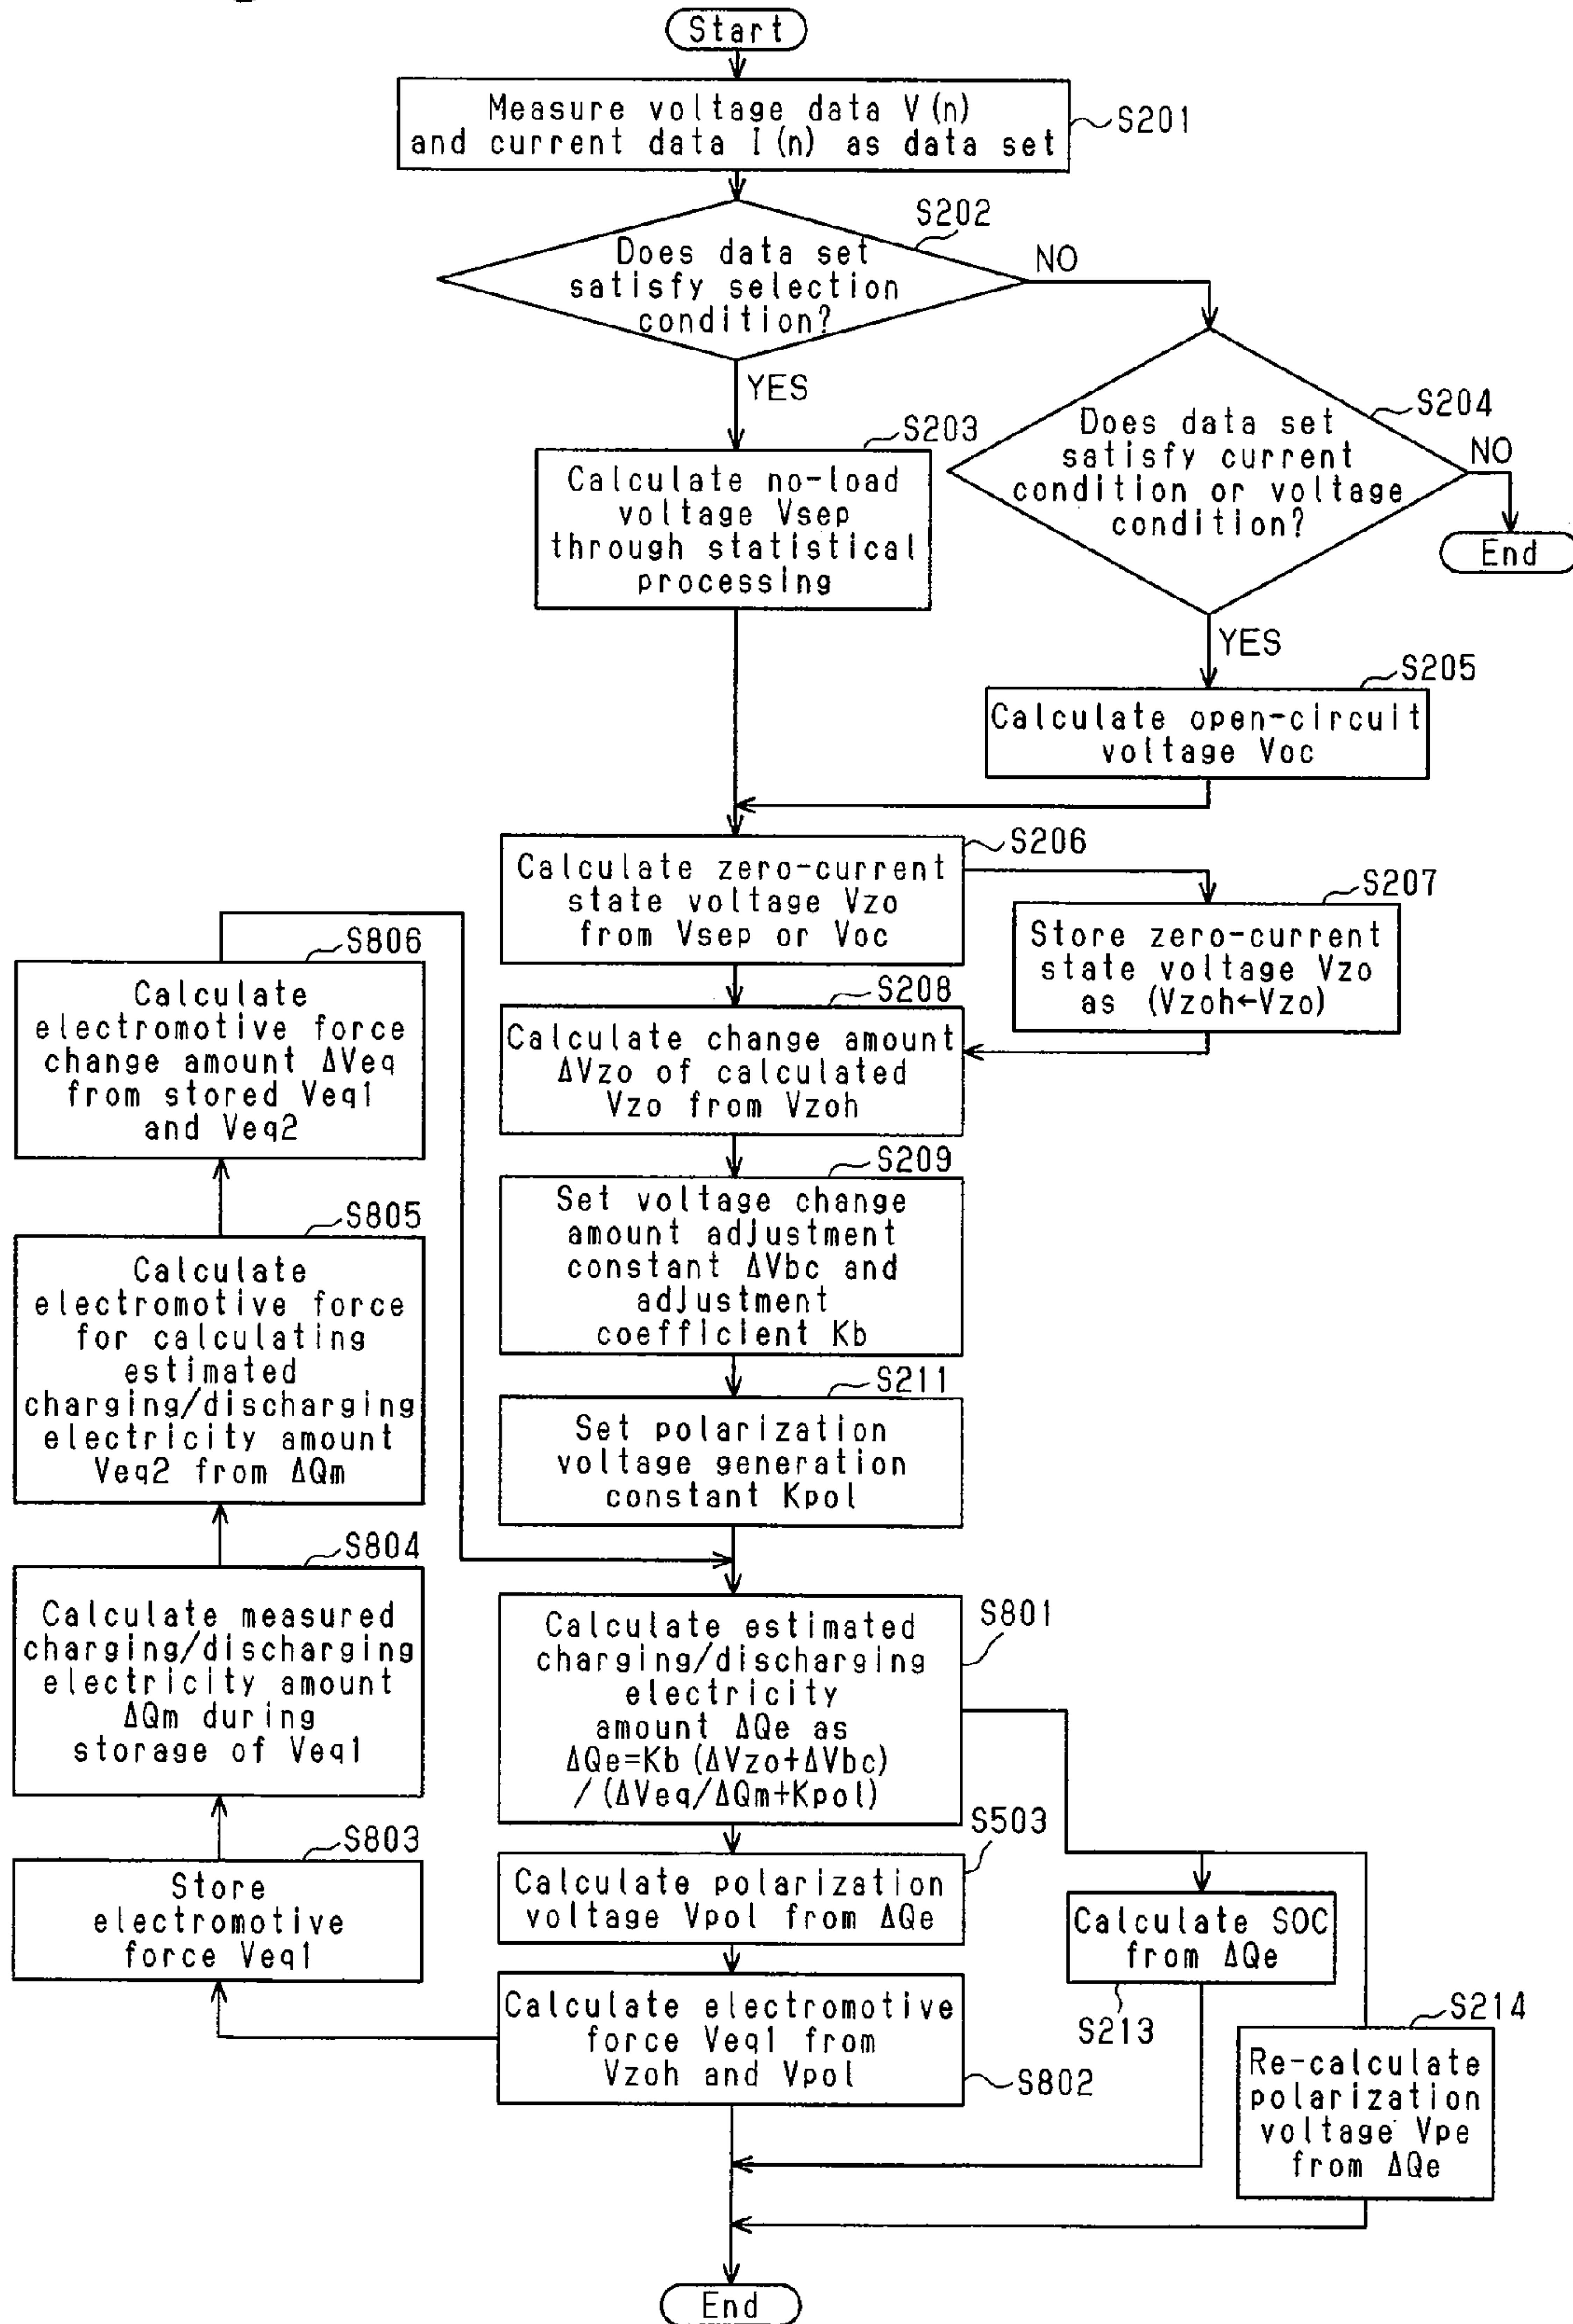 Start
Measure voltage data V(n)
and current data I(n) as data set
S201
S202
Does data set
satisfy selection
condition?
NO
YES
S204
Does data set
satisfy current
condition or voltage
condition?
NO
End
YES
S203
Calculate no-load
voltage Vsep
through statistical
processing
S205
Calculate open-circuit
voltage Voc
S206
Calculate zero-current
state voltage Vzo
from Vsep or Voc
S207
Store zero-current
state voltage Vzo
as (Vzoh←Vzo)
S208
Calculate change amount
ΔVzo of calculated
Vzo from Vzoh
S209
Set voltage change
amount adjustment
constant ΔVbc and
adjustment
coefficient Kb
S211
Set polarization
voltage generation
constant Kpol
S806
Calculate
electromotive force
change amount ΔVeq
from stored Veq1
and Veq2
S805
Calculate
electromotive force
for calculating
estimated
charging/discharging
electricity amount
Veq2 from ΔQm
S804
Calculate measured
charging/discharging
electricity amount
ΔQm during
storage of Veq1
S803
Store
electromotive
force Veq1
S801
Calculate estimated
charging/discharging
electricity
amount ΔQe as
ΔQe=Kb(ΔVzo+ΔVbc)
/(ΔVeq/ΔQm+Kpol)
S503
Calculate polarization
voltage Vpol from ΔQe
Calculate electromotive
force Veq1 from
Vzoh and Vpol
S802
Calculate SOC
from ΔQe
S213
S214
Re-calculate
polarization
voltage Vpe
from ΔQe
End